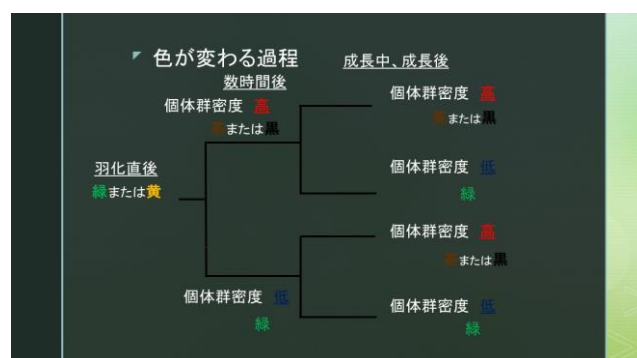 色が変わる過程
数時間後
成長中、成長後
個体群密度 高
茶または黒
個体群密度 高
茶または黒
羽化直後
緑または黄
個体群密度 低
緑
個体群密度 高
茶または黒
個体群密度 低
緑
個体群密度 低
緑